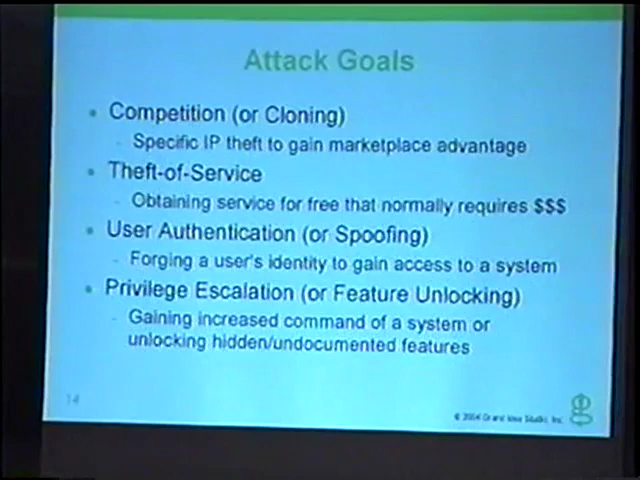 Attack Goals
• Competition (or Cloning)
- Specific IP theft to gain marketplace advantage
• Theft-of-Service
- Obtaining service for free that normally requires $$$
• User Authentication (or Spoofing)
- Forging a user's identity to gain access to a system
• Privilege Escalation (or Feature Unlocking)
- Gaining increased command of a system or
unlocking hidden/undocumented features
14
© 2004 Grand Idea Studio, Inc.